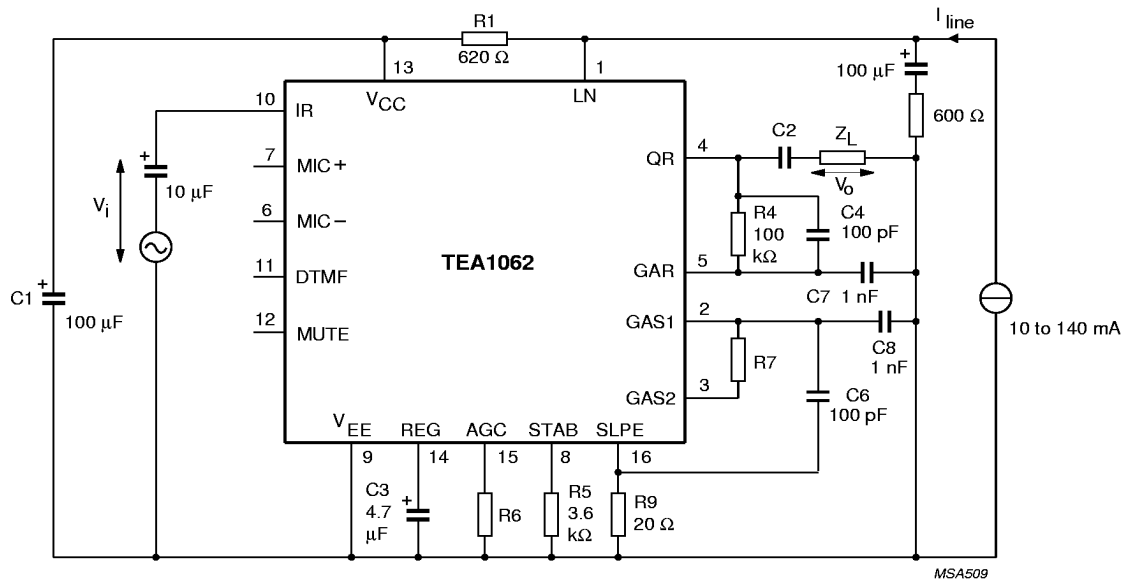 R1
620 Ω
I line
13
1
VCC
LN
100 μF
+
600 Ω
10
IR
+
10 μF
Vi
7
MIC+
6
MIC−
11
DTMF
12
MUTE
TEA1062
QR
4
C2
ZL
Vo
R4
100
kΩ
C4
100 pF
GAR
5
C7
1 nF
GAS1
2
C8
1 nF
R7
GAS2
3
C6
100 pF
10 to 140 mA
C1
+
100 μF
VEE
REG
AGC
STAB
SLPE
9
14
15
8
16
C3
4.7
μF
+
R6
R5
3.6
kΩ
R9
20 Ω
MSA509